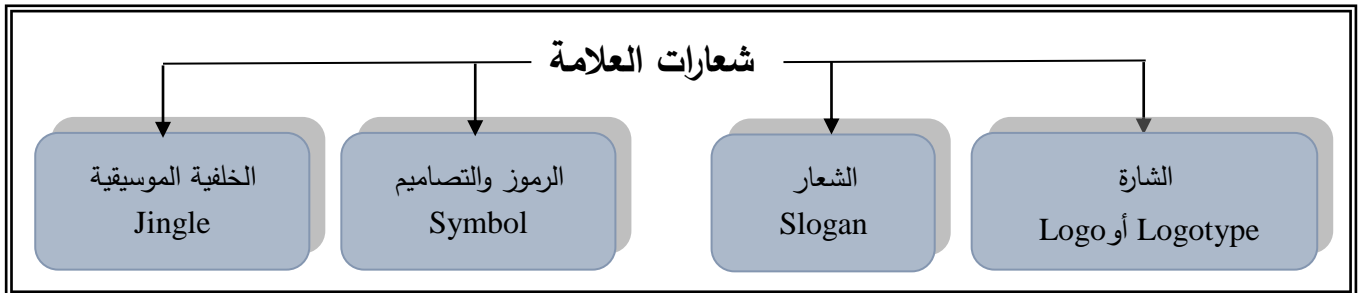 شعارات العلامة
الشارة
Logo أو Logotype
الشعار
Slogan
الرموز والتصاميم
Symbol
الخلفية الموسيقية
Jingle